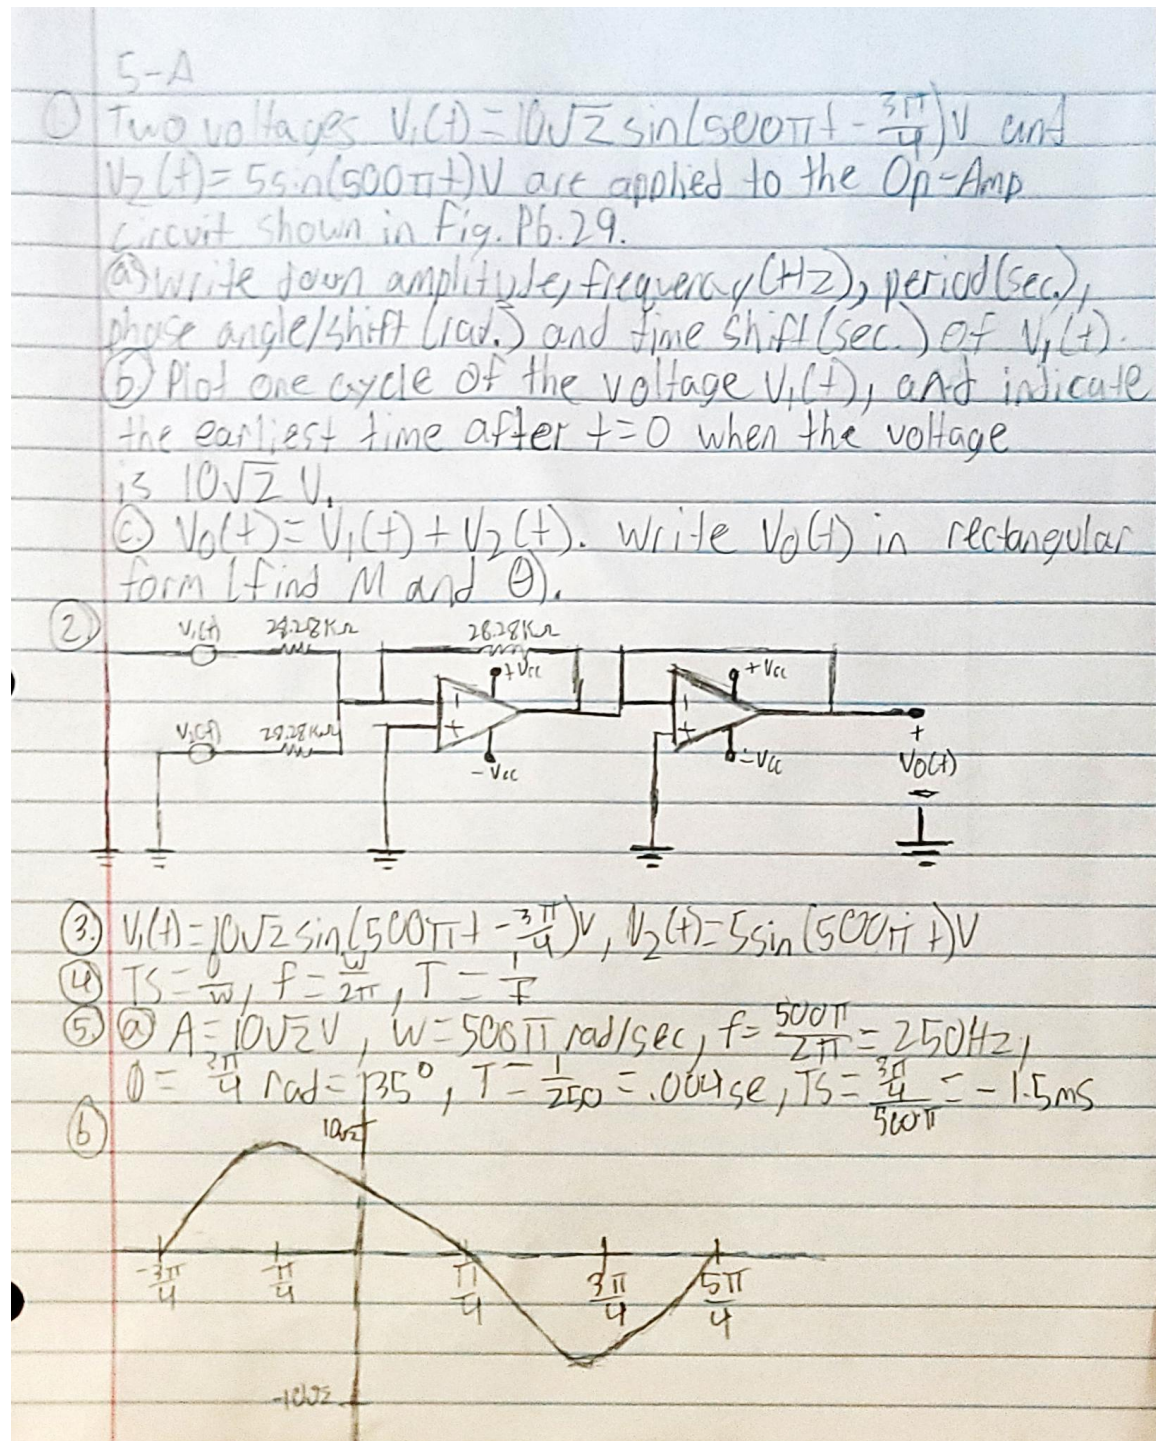 5-A
① Two voltages V₁(t)=10√2 sin(500πt - 3π/4)V and
V₂(t)=5sin(500πt)V are applied to the Op-Amp
circuit shown in Fig. P6.29.
ⓐ Write down amplitude, frequency(Hz), period(sec.),
phase angle/shift(rad.) and time shift(sec.) of V₁(t).
ⓑ Plot one cycle of the voltage V₁(t), and indicate
the earliest time after t=0 when the voltage
is 10√2 V.
ⓒ V₀(t)=V₁(t)+V₂(t). Write V₀(t) in rectangular
form (find M and θ).
②
V₁(t) 28.28KΩ 28.28KΩ
+Vcc +Vcc
- -
V₂(t) 28.28KΩ + +
-Vcc -Vcc
+
V₀(t)
-
③ V₁(t)=10√2 sin(500πt - 3π/4)V, V₂(t)=5sin(500πt)V
④ TS=θ/w, f=w/2π, T=1/f
⑤ ⓐ A=10√2V, w=500π rad/sec, f=500π/2π=250Hz,
θ=3π/4 rad=135°, T=1/250=.004se, TS=(3π/4)/500π=-1.5ms
ⓑ
10√2
-3π/4 -π/4 π/4 3π/4 5π/4
-10√2